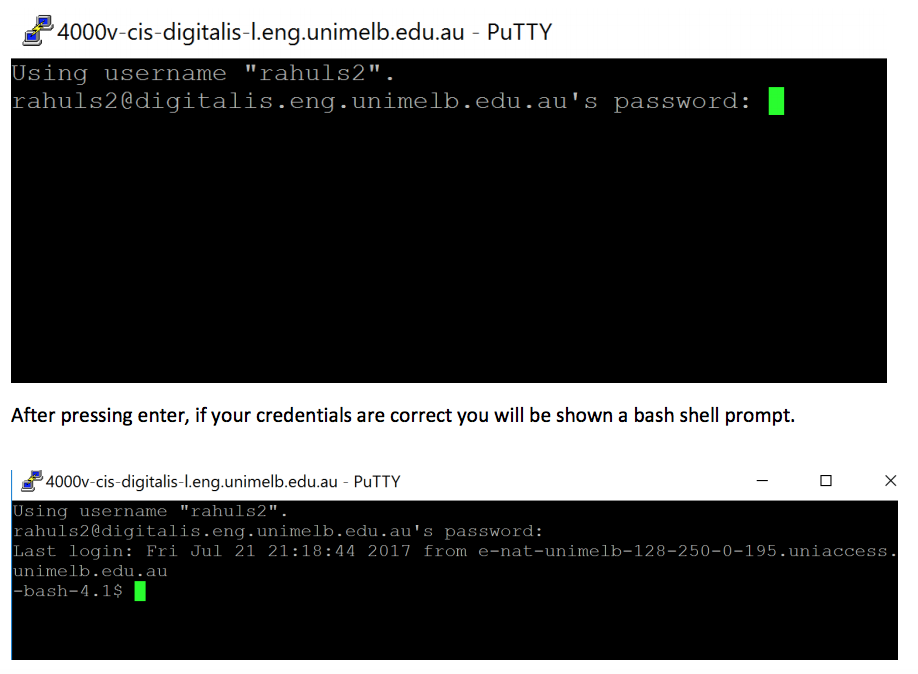 4000v-cis-digitalis-l.eng.unimelb.edu.au - PuTTY
Using username "rahuls2".
rahuls2@digitalis.eng.unimelb.edu.au's password:
After pressing enter, if your credentials are correct you will be shown a bash shell prompt.
4000v-cis-digitalis-l.eng.unimelb.edu.au - PuTTY
Using username "rahuls2".
rahuls2@digitalis.eng.unimelb.edu.au's password:
Last login: Fri Jul 21 21:18:44 2017 from e-nat-unimelb-128-250-0-195.uniaccess.
unimelb.edu.au
-bash-4.1$